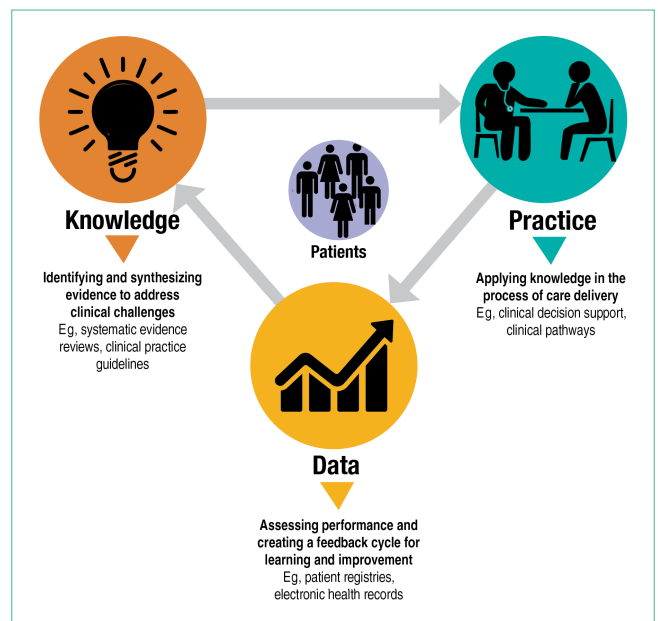 Knowledge
Identifying and synthesizing
evidence to address
clinical challenges
Eg, systematic evidence
reviews, clinical practice
guidelines
Patients
Practice
Applying knowledge in the
process of care delivery
Eg, clinical decision support,
clinical pathways
Data
Assessing performance and
creating a feedback cycle for
learning and improvement
Eg, patient registries,
electronic health records